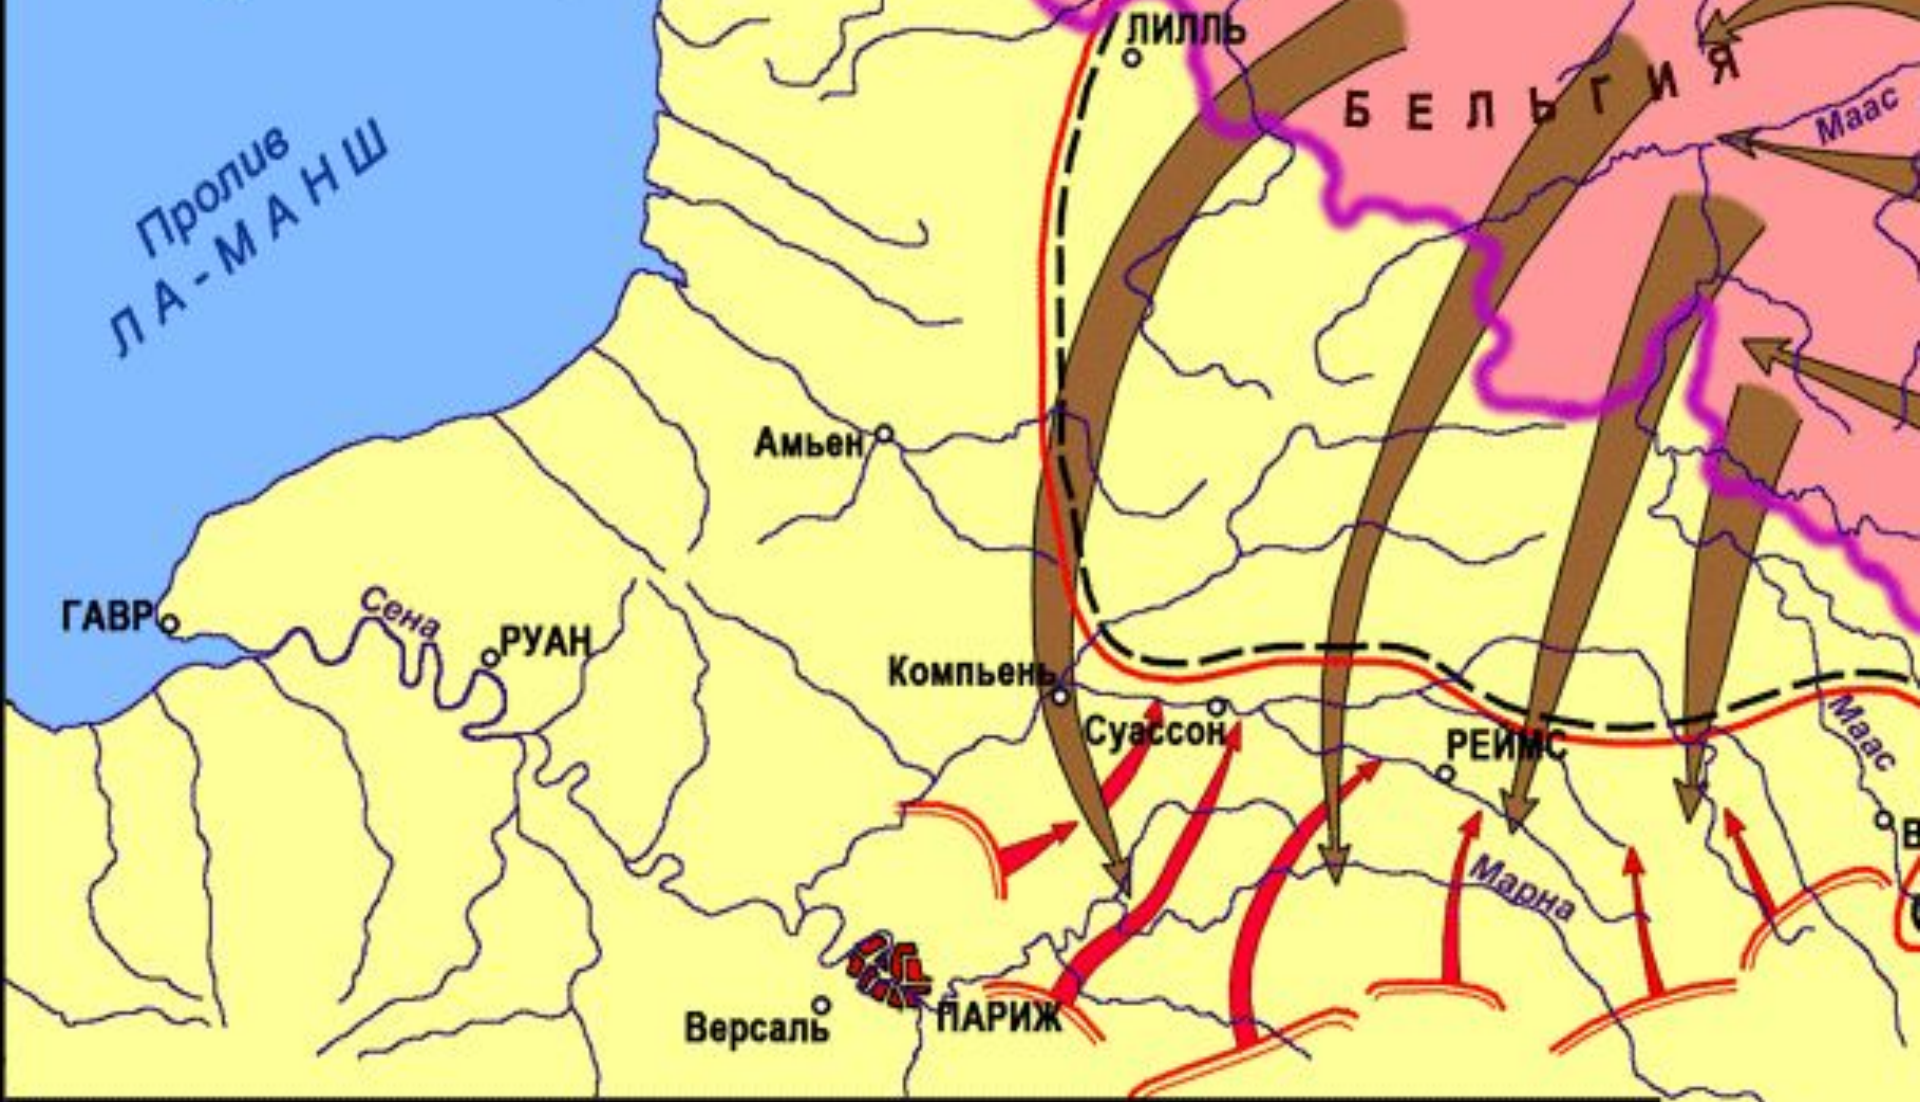 ЛИЛЛЬ
БЕЛЬГИЯ
Маас
Пролив
ЛА-МАНШ
Амьен
ГАВР
Сена
РУАН
Компьень
Суассон
РЕЙМС
Маас
В
Марна
Версаль
ПАРИЖ